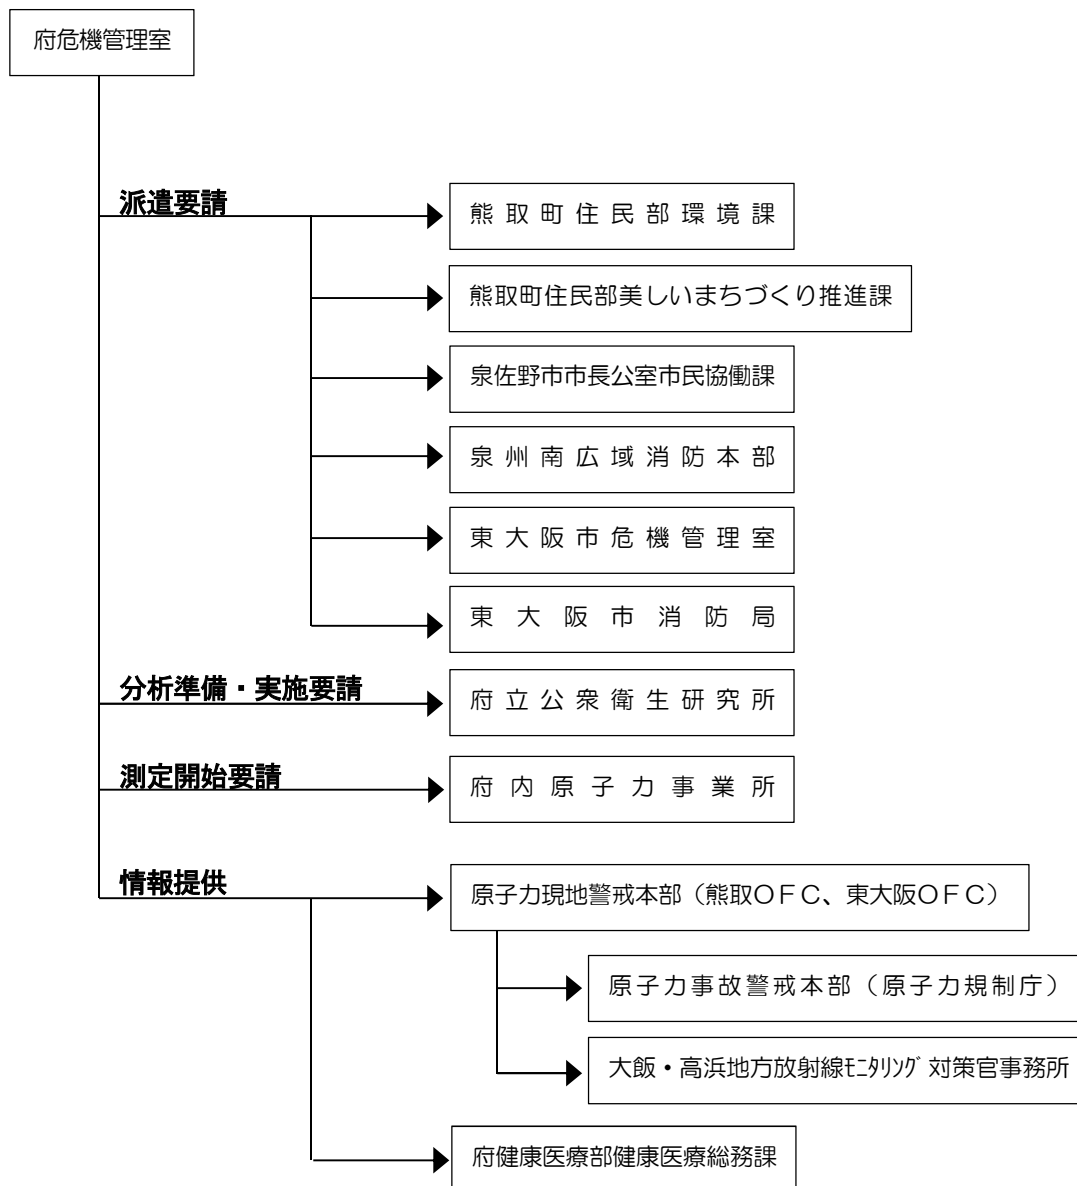 府危機管理室
派遣要請
熊取町住民部環境課
熊取町住民部美しいまちづくり推進課
泉佐野市市長公室市民協働課
泉州南広域消防本部
東大阪市危機管理室
東大阪市消防局
分析準備・実施要請
府立公衆衛生研究所
測定開始要請
府内原子力事業所
情報提供
原子力現地警戒本部（熊取ＯＦＣ、東大阪ＯＦＣ）
原子力事故警戒本部（原子力規制庁）
大飯・高浜地方放射線ﾓﾆﾀﾘﾝｸﾞ対策官事務所
府健康医療部健康医療総務課